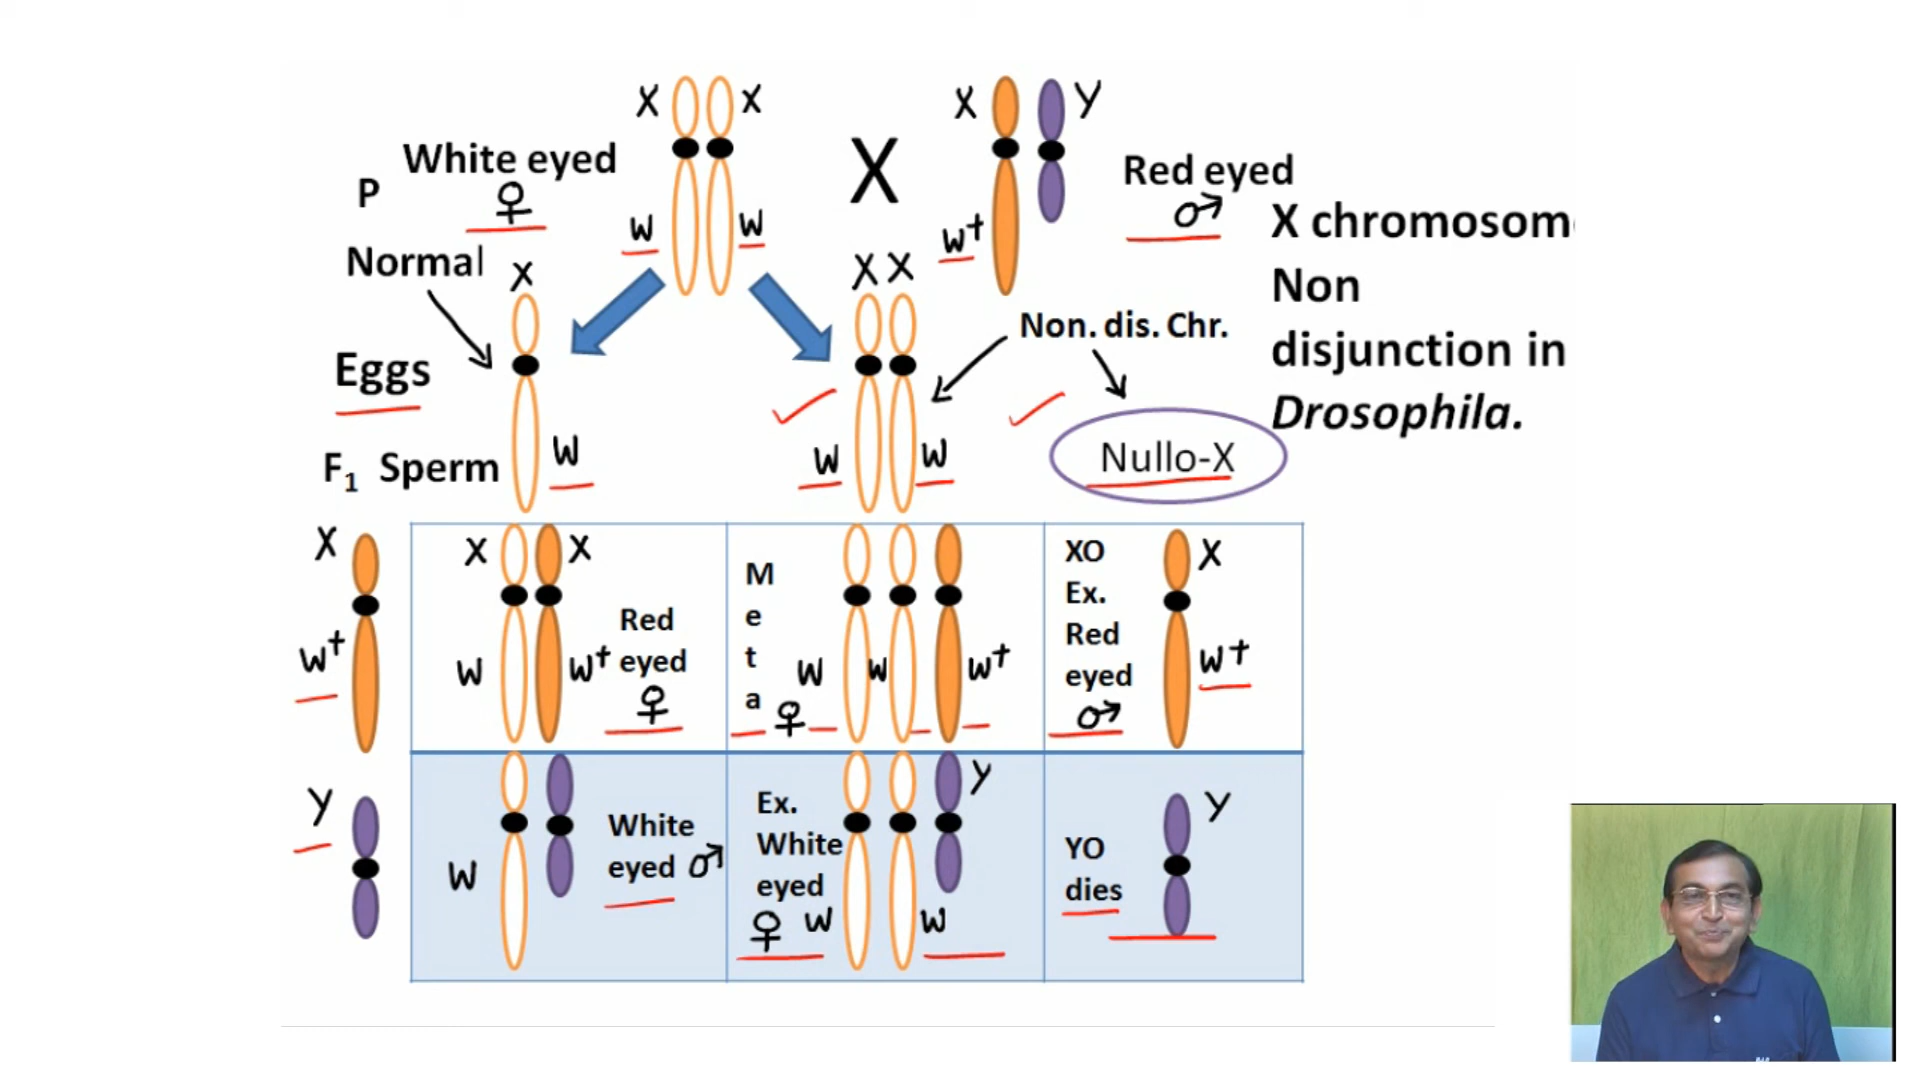 X X X Y
White eyed
P
♀
X
Red eyed
♂
W W W†
X chromosom
Non
disjunction in
Drosophila.
Normal X
X X
Non. dis. Chr.
Eggs
Nullo-X
F1 Sperm
W W W
X
W†
X X
W W†
Red
eyed
♀
M
e
t
a ♀
W W W†
XO
Ex.
Red
eyed
♂
X
W†
Y
W
White
eyed ♂
Ex.
White
eyed
♀ W W
Y
YO
dies
Y